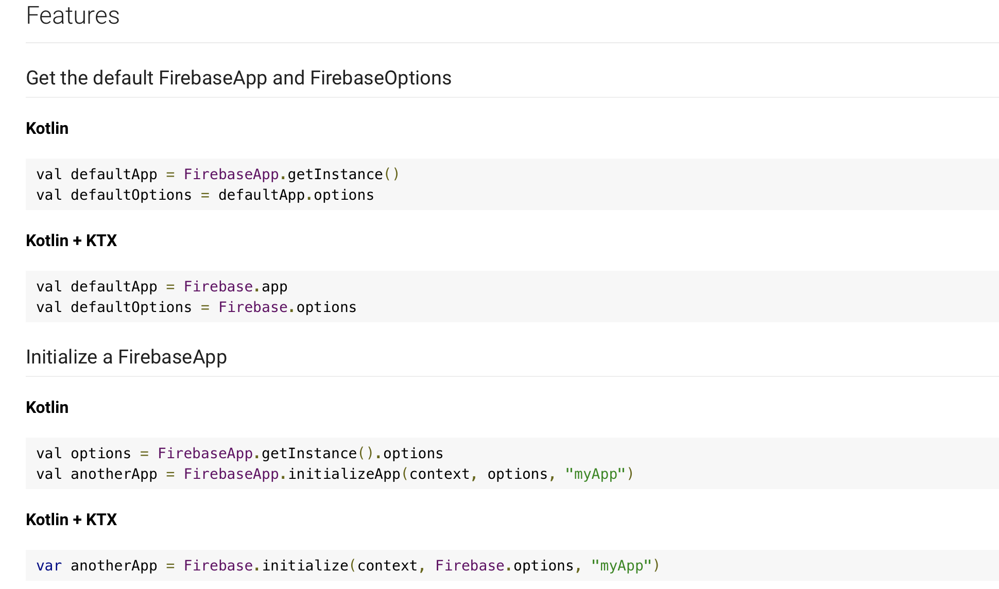 Features
Get the default FirebaseApp and FirebaseOptions
Kotlin
val defaultApp = FirebaseApp.getInstance()
val defaultOptions = defaultApp.options
Kotlin + KTX
val defaultApp = Firebase.app
val defaultOptions = Firebase.options
Initialize a FirebaseApp
Kotlin
val options = FirebaseApp.getInstance().options
val anotherApp = FirebaseApp.initializeApp(context, options, "myApp")
Kotlin + KTX
var anotherApp = Firebase.initialize(context, Firebase.options, "myApp")